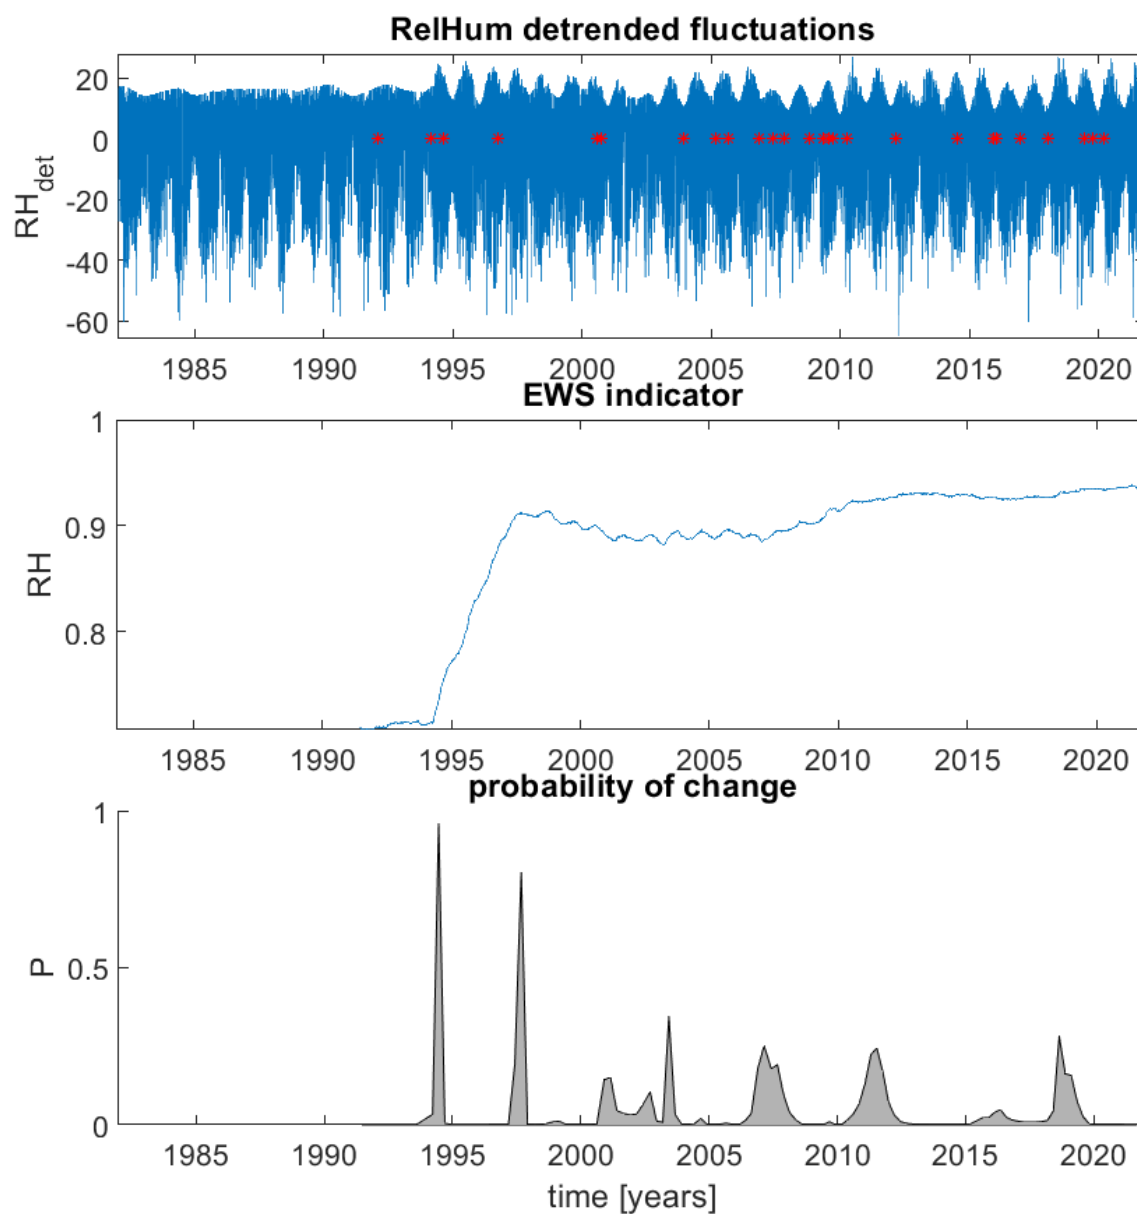 RelHum detrended fluctuations
20
0
-20
-40
-60
RH_det
1985 1990 1995 2000 2005 2010 2015 2020
EWS indicator
1
0.9
0.8
RH
1985 1990 1995 2000 2005 2010 2015 2020
probability of change
1
0.5
0
P
1985 1990 1995 2000 2005 2010 2015 2020
time [years]